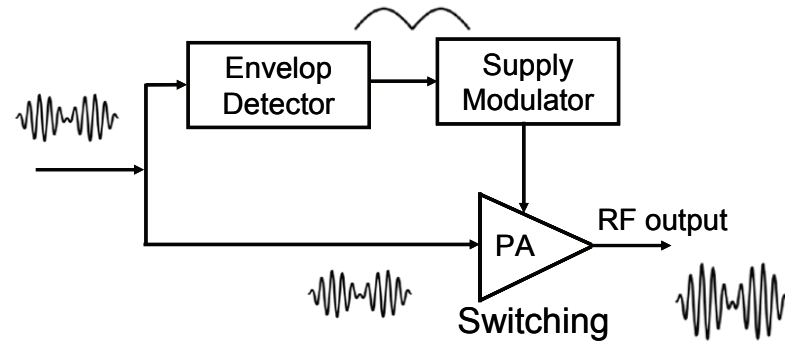 Envelop
Detector
Supply
Modulator
PA
RF output
Switching